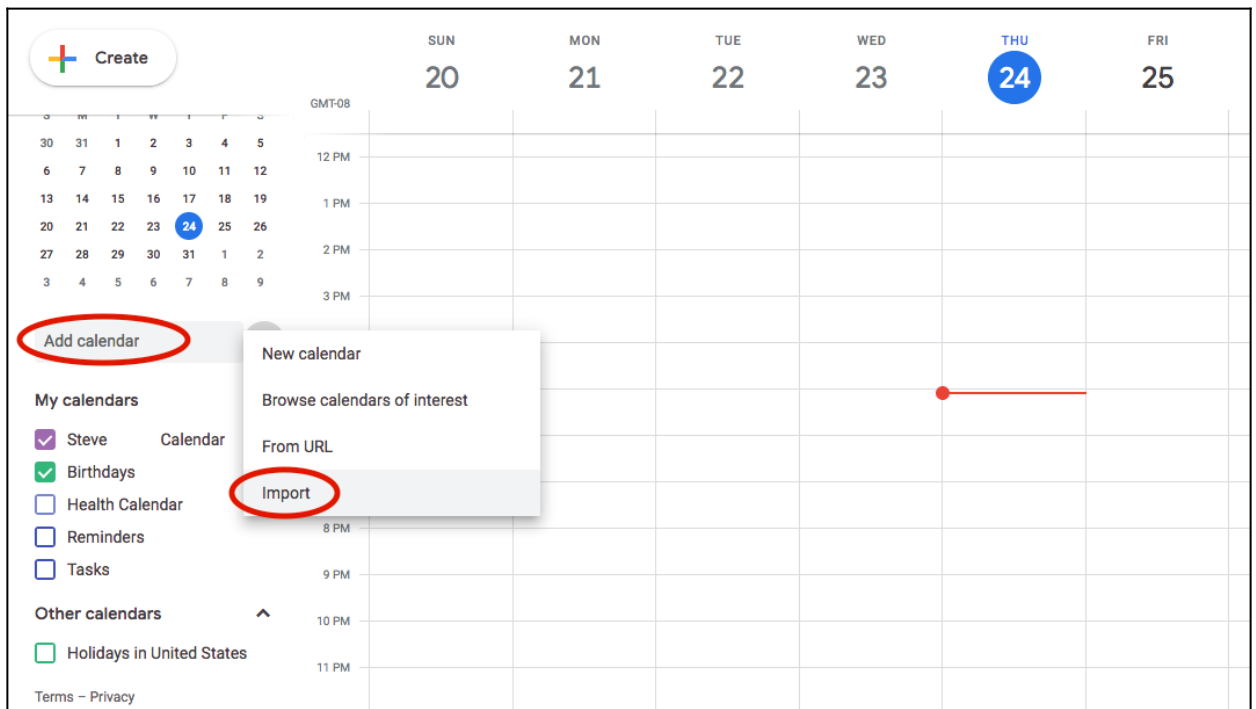 Create
SUN MON TUE WED THU FRI
20 21 22 23 24 25
GMT-08
30 31 1 2 3 4 5
6 7 8 9 10 11 12
13 14 15 16 17 18 19
20 21 22 23 24 25 26
27 28 29 30 31 1 2
3 4 5 6 7 8 9
12 PM
1 PM
2 PM
3 PM
Add calendar
New calendar
Browse calendars of interest
From URL
Import
My calendars
Steve Calendar
Birthdays
Health Calendar
Reminders
Tasks
Other calendars
Holidays in United States
Terms – Privacy
8 PM
9 PM
10 PM
11 PM